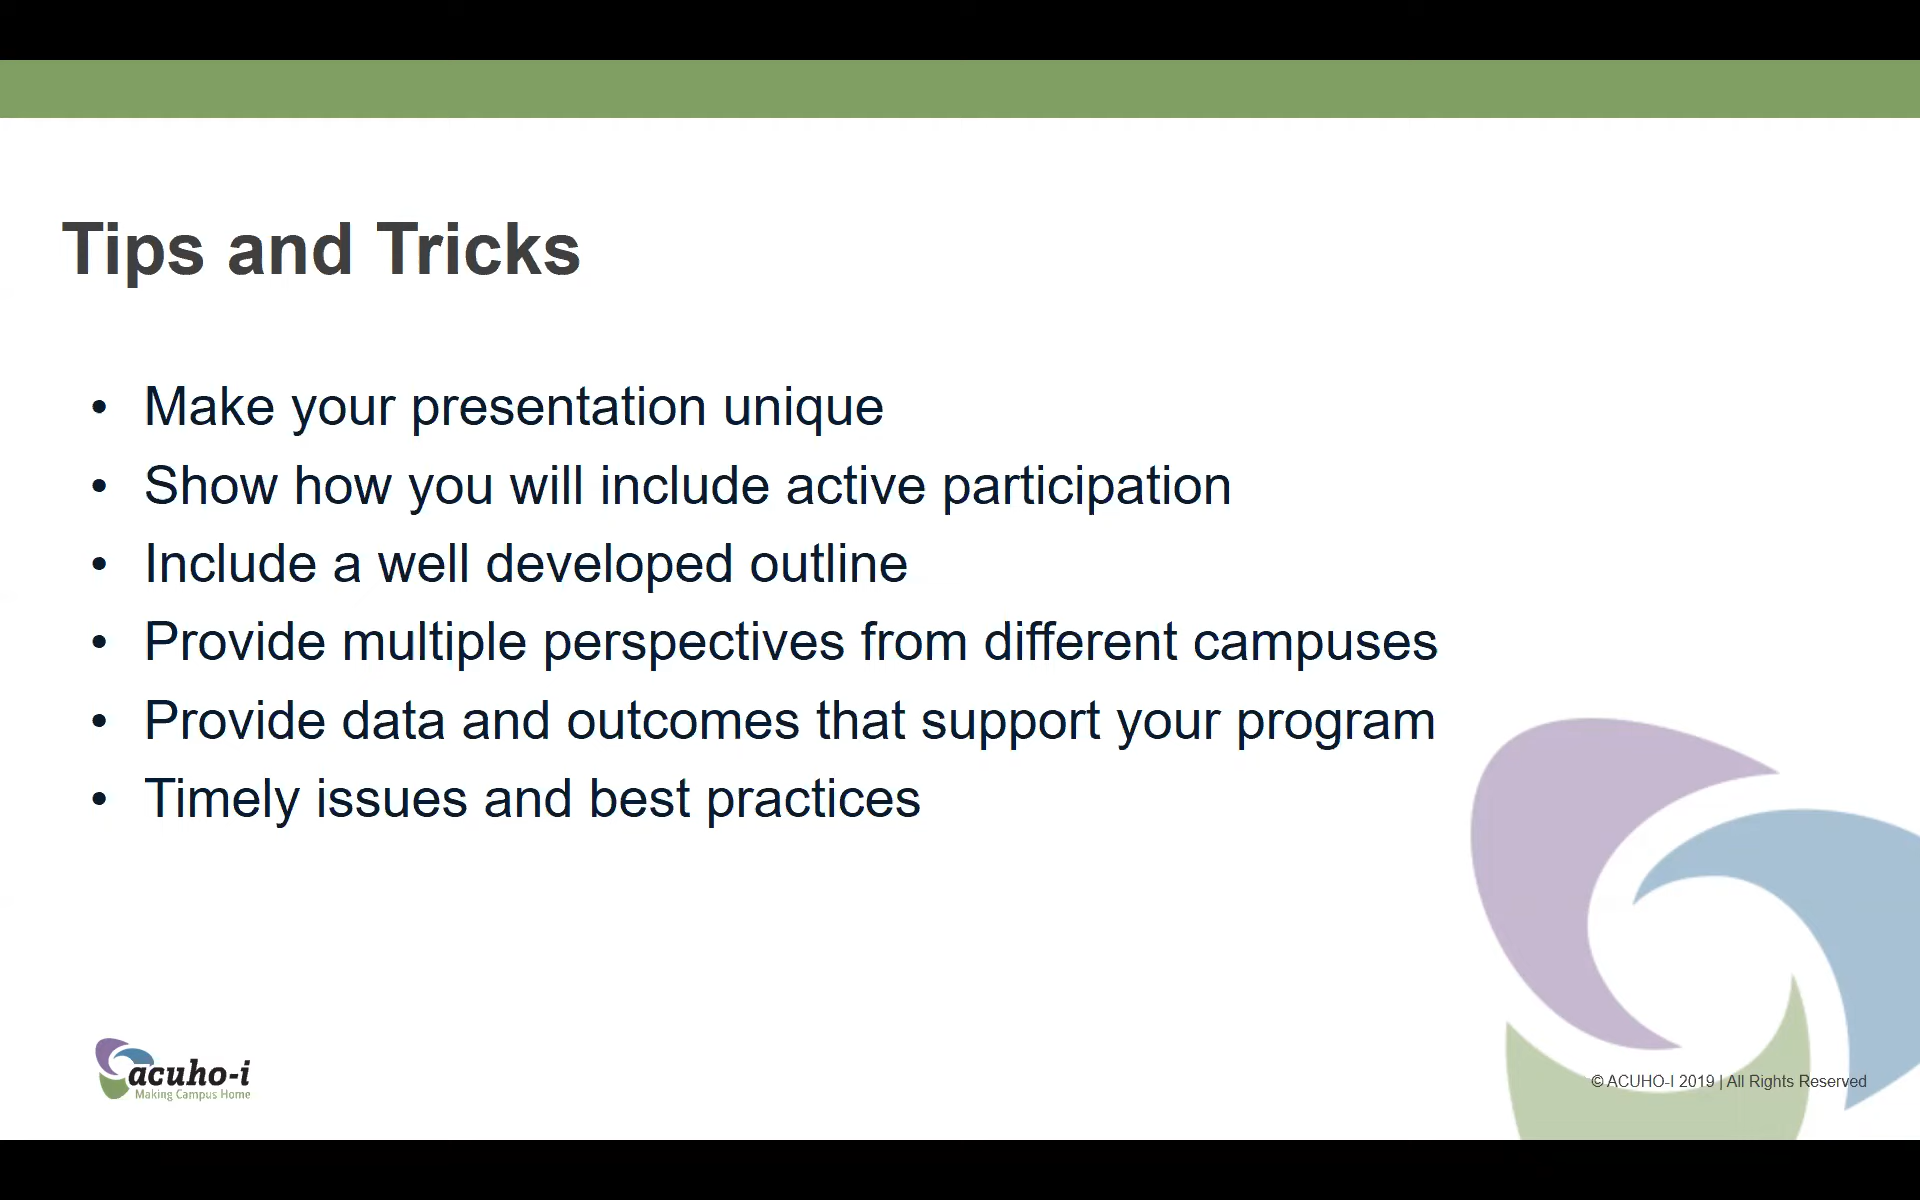 Tips and Tricks
• Make your presentation unique
• Show how you will include active participation
• Include a well developed outline
• Provide multiple perspectives from different campuses
• Provide data and outcomes that support your program
• Timely issues and best practices
acuho-i
Making Campus Home
© ACUHO-I 2019 | All Rights Reserved